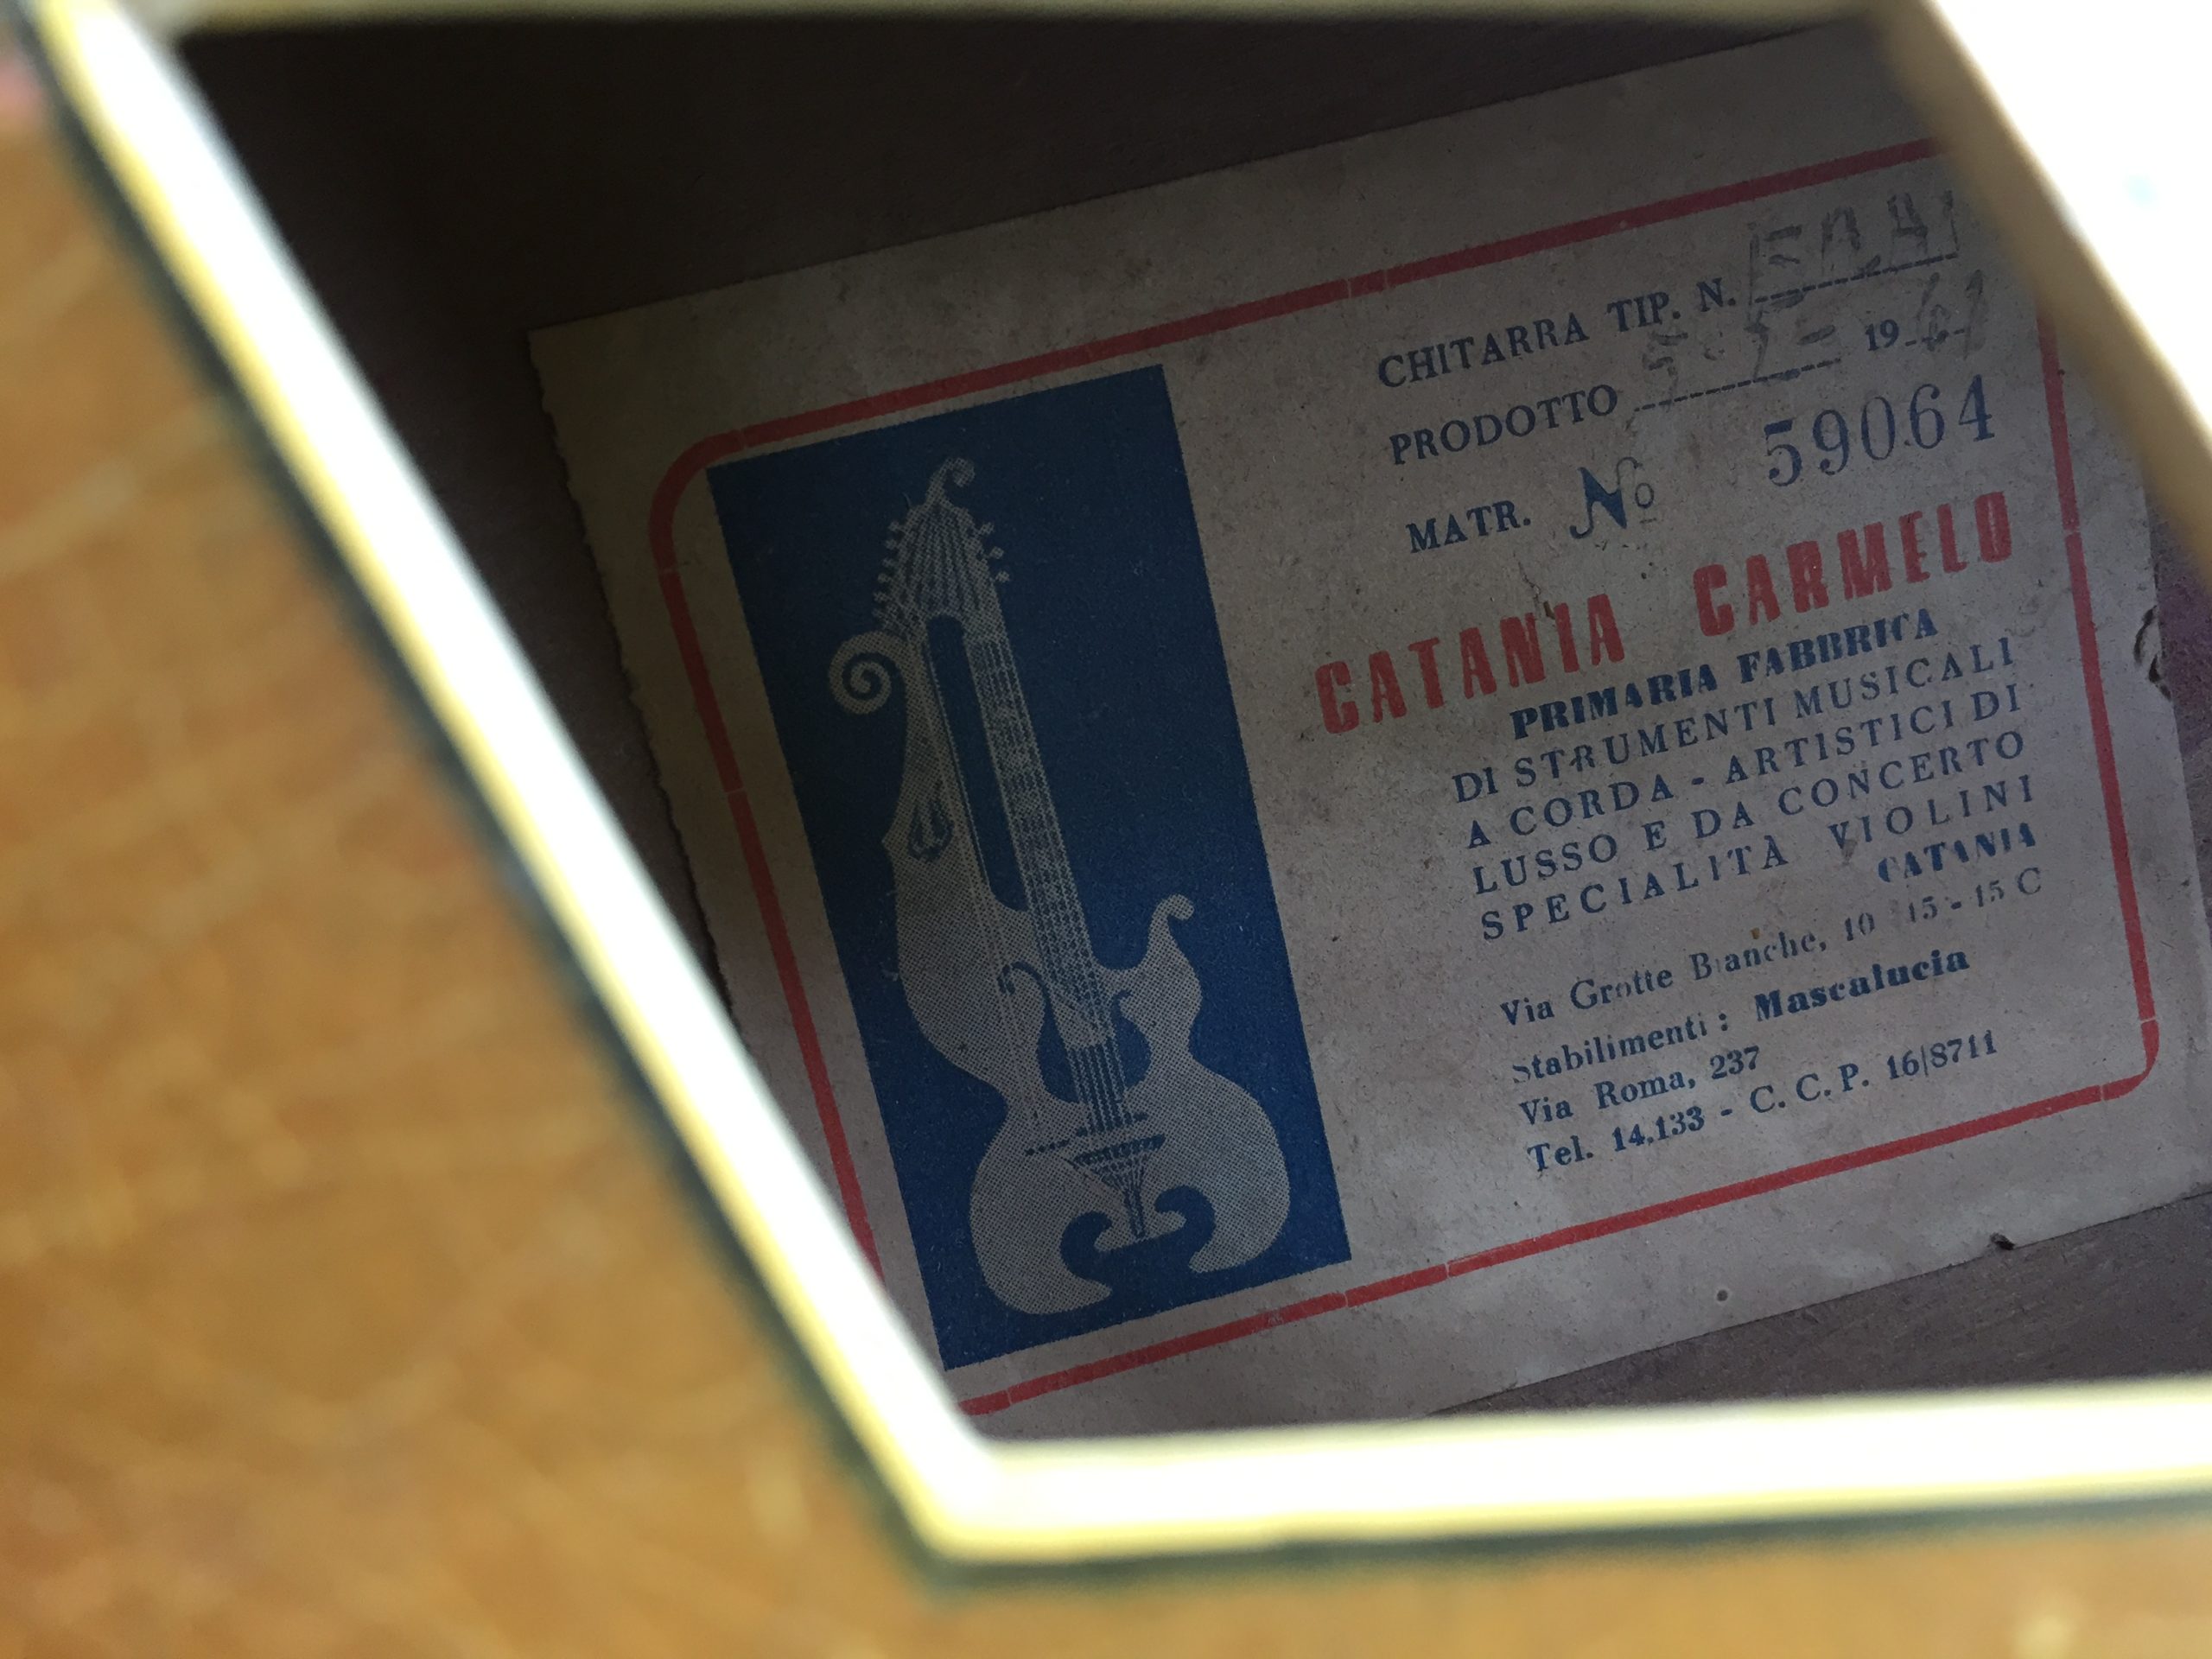 CHITARRA TIP. N.
PRODOTTO 19 61
MATR. No 59064
CATANIA CARMELO
PRIMARIA FABBRICA
DI STRUMENTI MUSICALI
A CORDA - ARTISTICI DI
LUSSO E DA CONCERTO
SPECIALITÀ VIOLINI
CATANIA
Via Grotte Bianche, 10 15 - 15 C
Stabilimenti: Mascalucia
Via Roma, 237
Tel. 14.133 - C. C. P. 16/8711